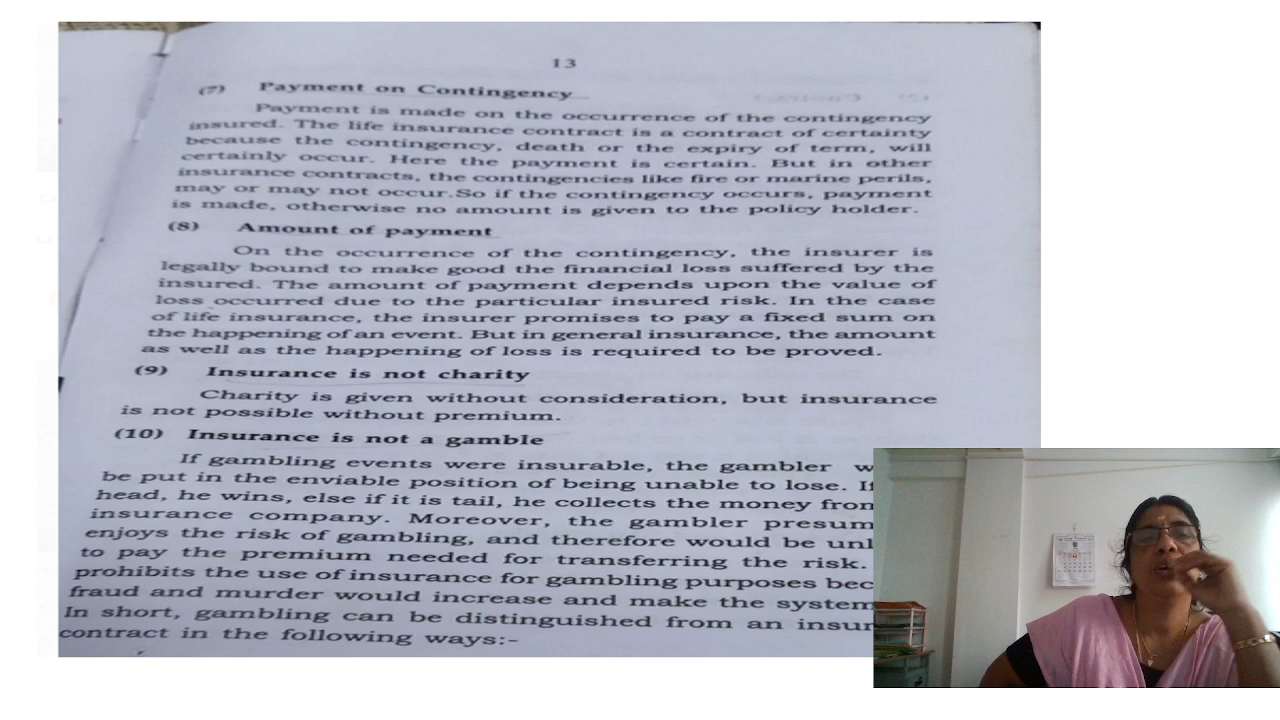 13
(7) Payment on Contingency
Payment is made on the occurrence of the contingency
insured. The life insurance contract is a contract of certainty
because the contingency, death or the expiry of term, will
certainly occur. Here the payment is certain. But in other
insurance contracts, the contingencies like fire or marine perils,
may or may not occur.So if the contingency occurs, payment
is made, otherwise no amount is given to the policy holder.
(8) Amount of payment
On the occurrence of the contingency, the insurer is
legally bound to make good the financial loss suffered by the
insured. The amount of payment depends upon the value of
loss occurred due to the particular insured risk. In the case
of life insurance, the insurer promises to pay a fixed sum on
the happening of an event. But in general insurance, the amount
as well as the happening of loss is required to be proved.
(9) Insurance is not charity
Charity is given without consideration, but insurance
is not possible without premium.
(10) Insurance is not a gamble
If gambling events were insurable, the gambler
be put in the enviable position of being unable to lose.
head, he wins, else if it is tail, he collects the money
insurance company. Moreover, the gambler
enjoys the risk of gambling, and therefore would be
to pay the premium needed for transferring the risk.
prohibits the use of insurance for gambling purposes
fraud and murder would increase and make the system
In short, gambling can be distinguished from an
contract in the following ways:-